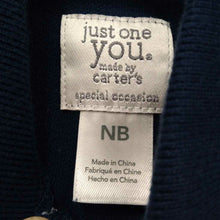 just one
you.
made by
carter's
special occasion
NB
Made in China
Fabriqué en Chine
Hecho en China